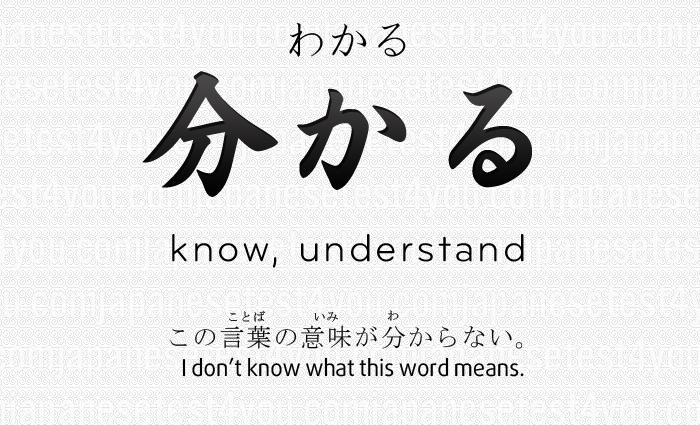 わかる
分かる
know, understand
ことば いみ わ
この言葉の意味が分からない。
I don't know what this word means.